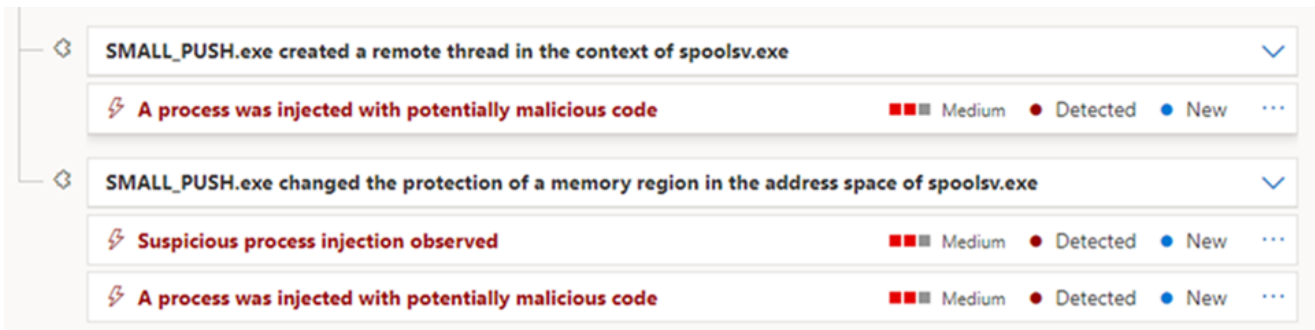 SMALL_PUSH.exe created a remote thread in the context of spoolsv.exe
A process was injected with potentially malicious code Medium Detected New ...
SMALL_PUSH.exe changed the protection of a memory region in the address space of spoolsv.exe
Suspicious process injection observed Medium Detected New ...
A process was injected with potentially malicious code Medium Detected New ...